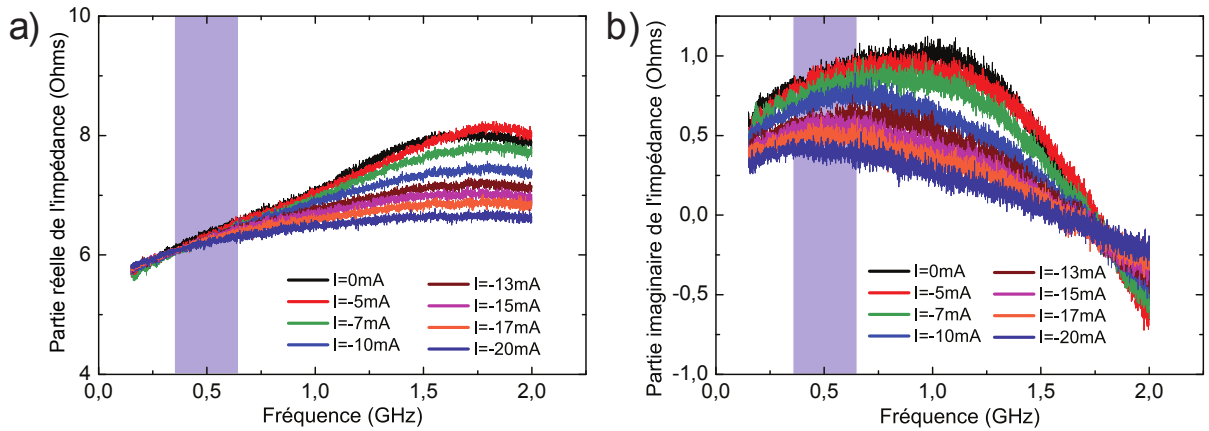 a)
Partie réelle de l'impédance (Ohms)
10
8
6
4
I=0mA
I=-5mA
I=-7mA
I=-10mA
I=-13mA
I=-15mA
I=-17mA
I=-20mA
0,0 0,5 1,0 1,5 2,0
Fréquence (GHz)
b)
Partie imaginaire de l'impédance (Ohms)
1,0
0,5
0,0
-0,5
-1,0
I=0mA
I=-5mA
I=-7mA
I=-10mA
I=-13mA
I=-15mA
I=-17mA
I=-20mA
0,0 0,5 1,0 1,5 2,0
Fréquence (GHz)